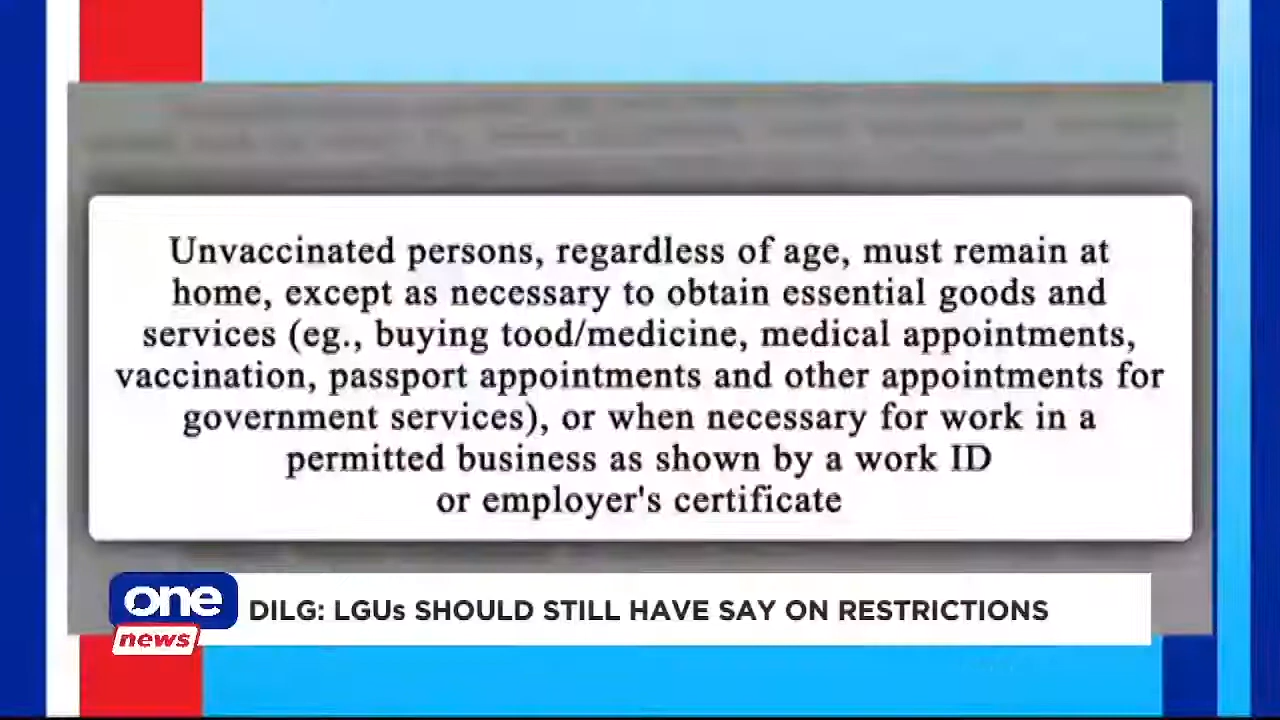 Unvaccinated persons, regardless of age, must remain at
home, except as necessary to obtain essential goods and
services (eg., buying tood/medicine, medical appointments,
vaccination, passport appointments and other appointments for
government services), or when necessary for work in a
permitted business as shown by a work ID
or employer's certificate
one
news
DILG: LGUs SHOULD STILL HAVE SAY ON RESTRICTIONS